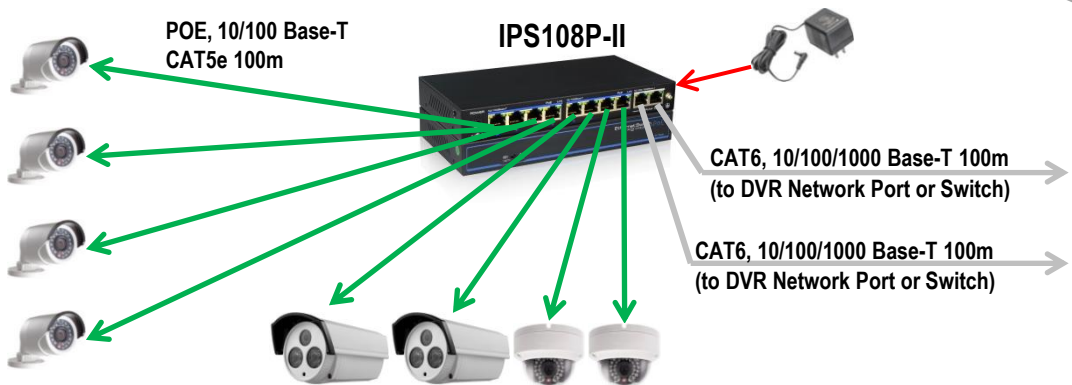 POE, 10/100 Base-T
CAT5e 100m
IPS108P-II
CAT6, 10/100/1000 Base-T 100m
(to DVR Network Port or Switch)
CAT6, 10/100/1000 Base-T 100m
(to DVR Network Port or Switch)